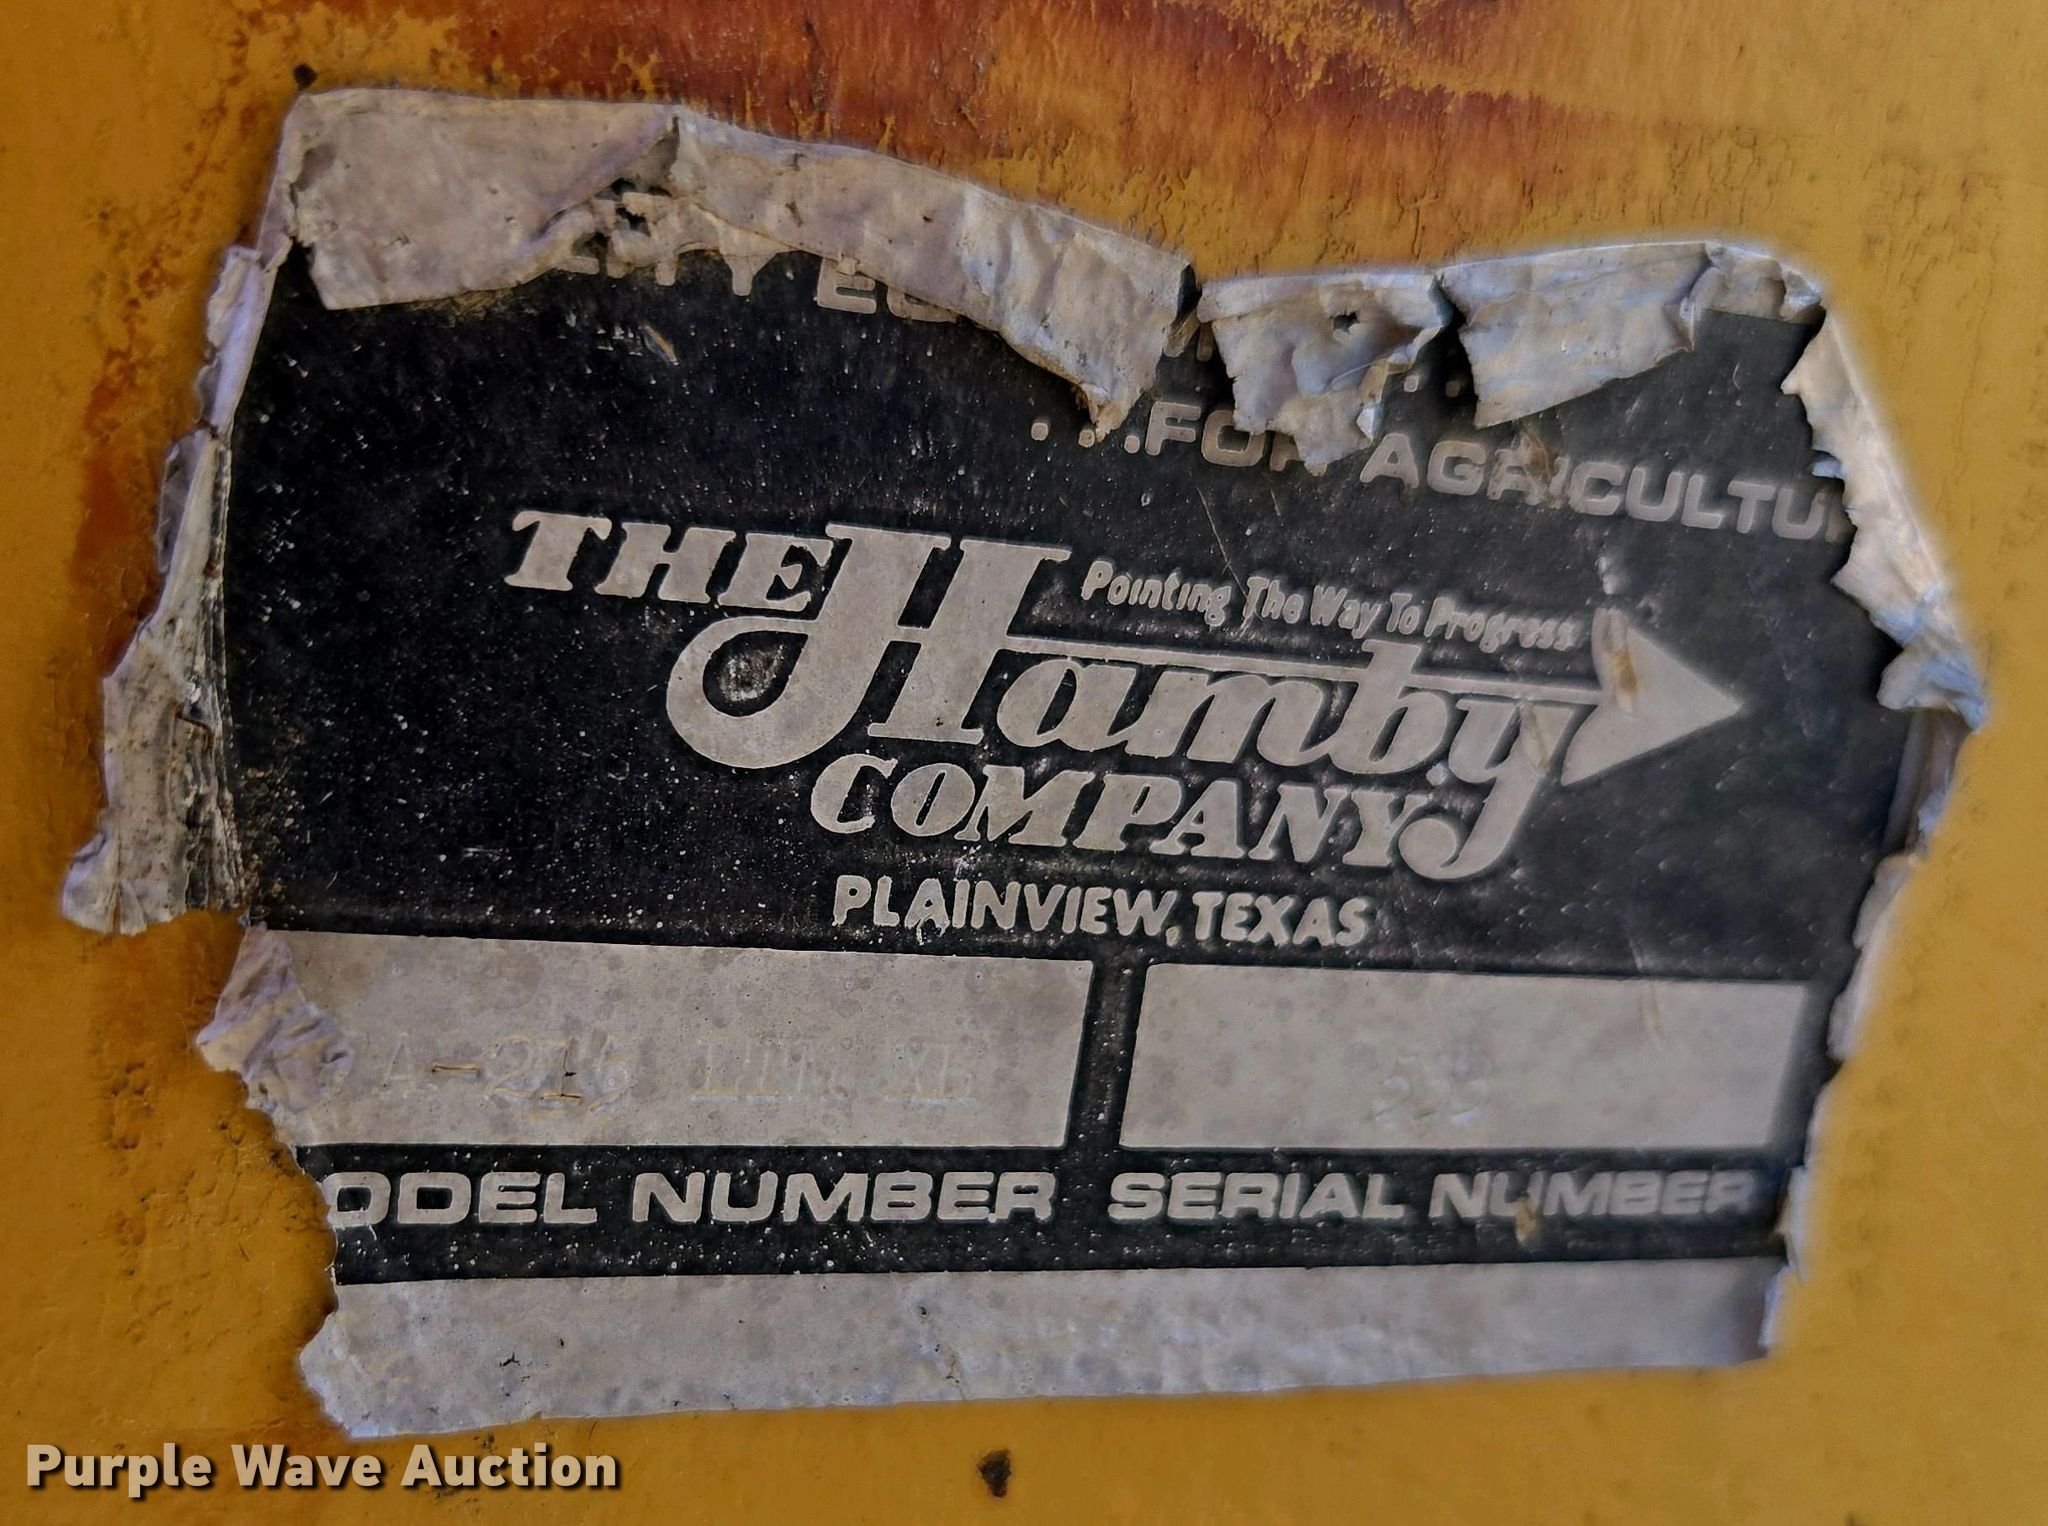 ...FOR AGRICULTU
THE Hamby COMPANY
Pointing The Way To Progress
PLAINVIEW, TEXAS
ODEL NUMBER SERIAL NUMBER
Purple Wave Auction